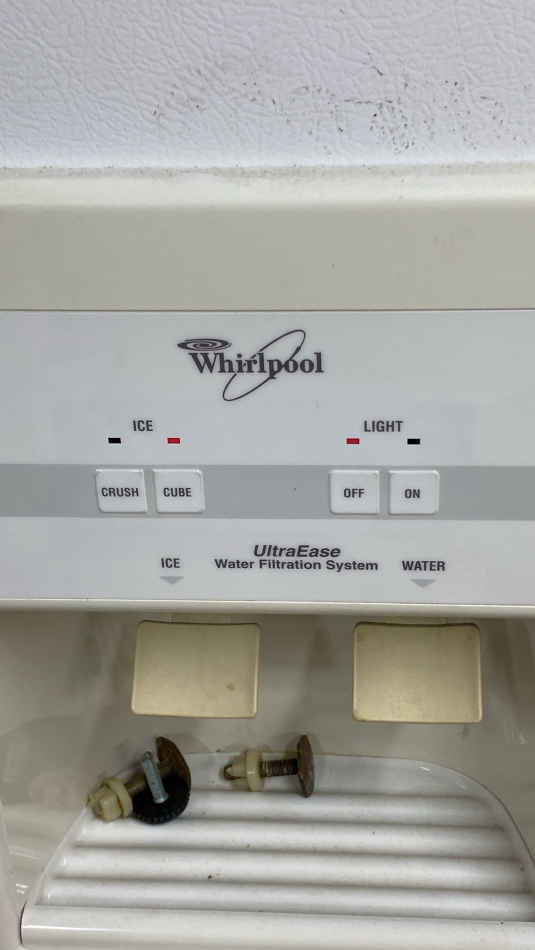 Whirlpool
ICE
LIGHT
CRUSH
CUBE
OFF
ON
UltraEase
Water Filtration System
ICE
WATER